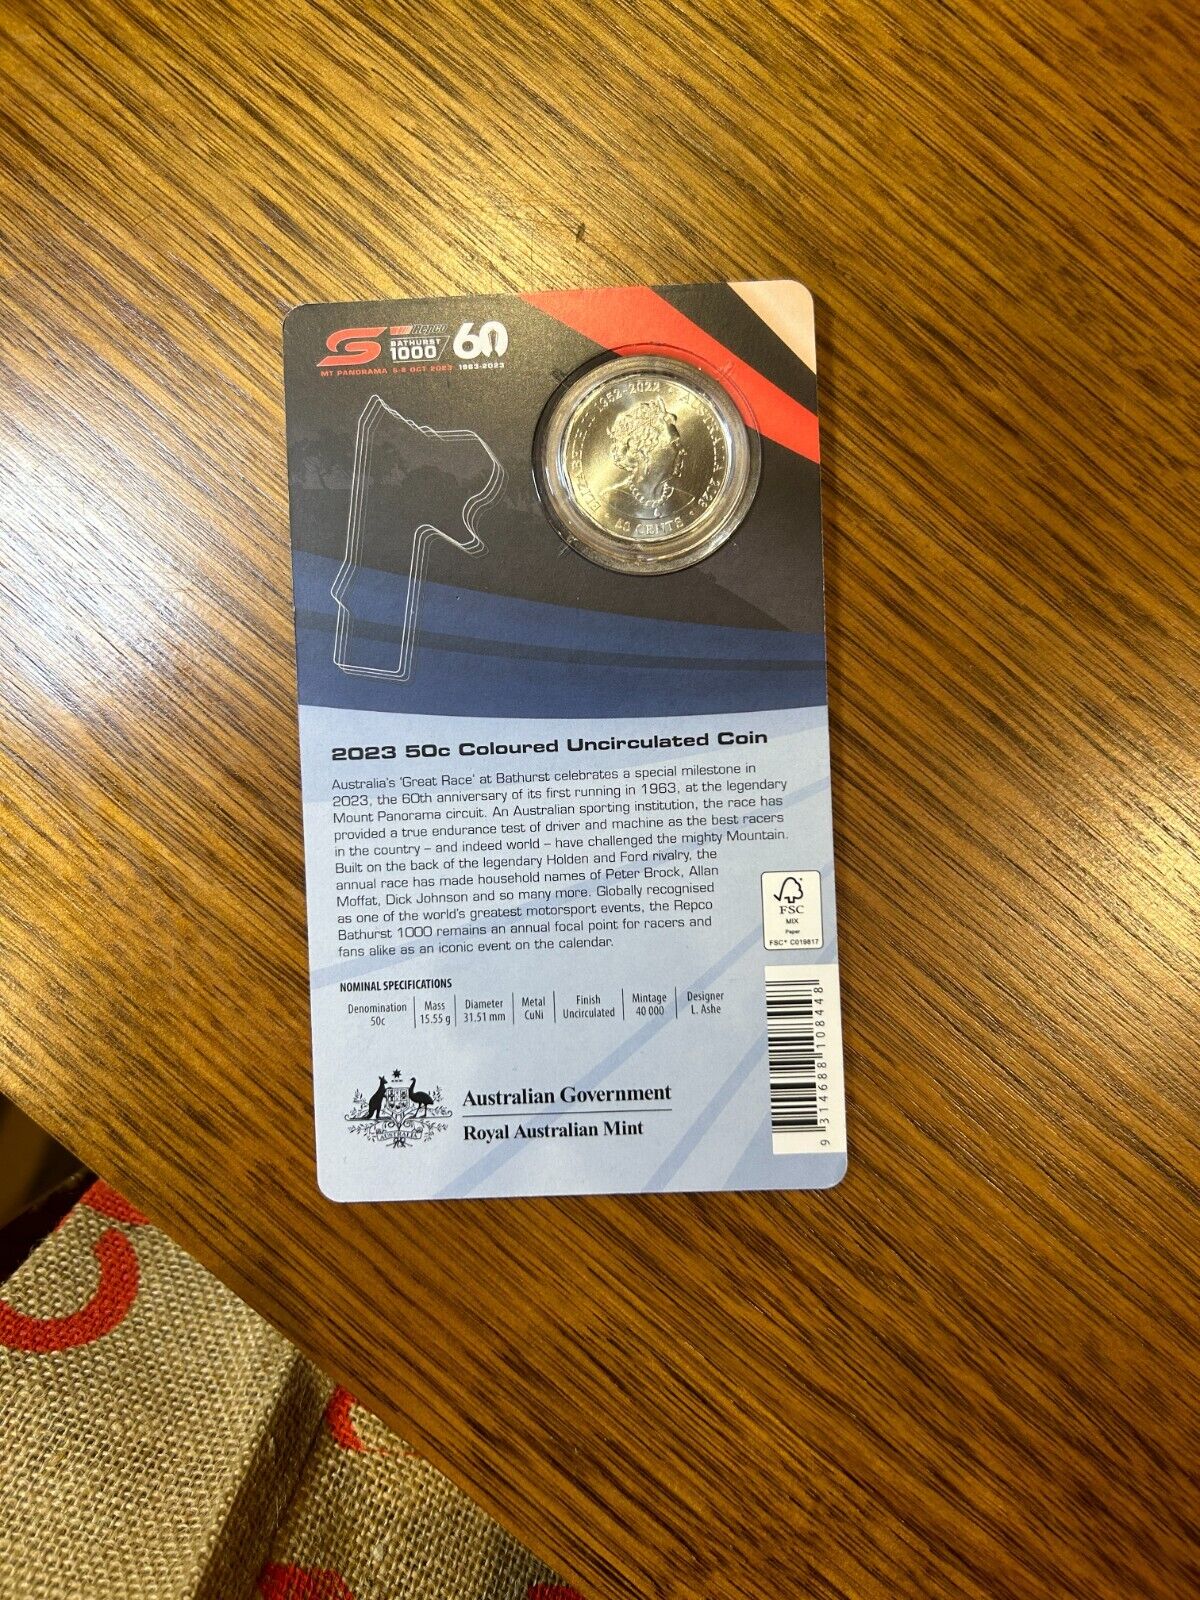 REPCO
BATHURST
1000
60
MT PANORAMA 5-8 OCT 2023 1963-2023
ELIZABETH II 1952-2022 • AUSTRALIA 2023 •
50 CENTS
2023 50c Coloured Uncirculated Coin
Australia's 'Great Race' at Bathurst celebrates a special milestone in
2023, the 60th anniversary of its first running in 1963, at the legendary
Mount Panorama circuit. An Australian sporting institution, the race has
provided a true endurance test of driver and machine as the best racers
in the country – and indeed world – have challenged the mighty Mountain.
Built on the back of the legendary Holden and Ford rivalry, the
annual race has made household names of Peter Brock, Allan
Moffat, Dick Johnson and so many more. Globally recognised
as one of the world's greatest motorsport events, the Repco
Bathurst 1000 remains an annual focal point for racers and
fans alike as an iconic event on the calendar.
FSC
MIX
Paper
FSC® C019817
NOMINAL SPECIFICATIONS
Denomination Mass Diameter Metal Finish Mintage Designer
50c 15.55 g 31.51 mm CuNi Uncirculated 40 000 L. Ashe
AUSTRALIA
Australian Government
Royal Australian Mint
9 314688 108448